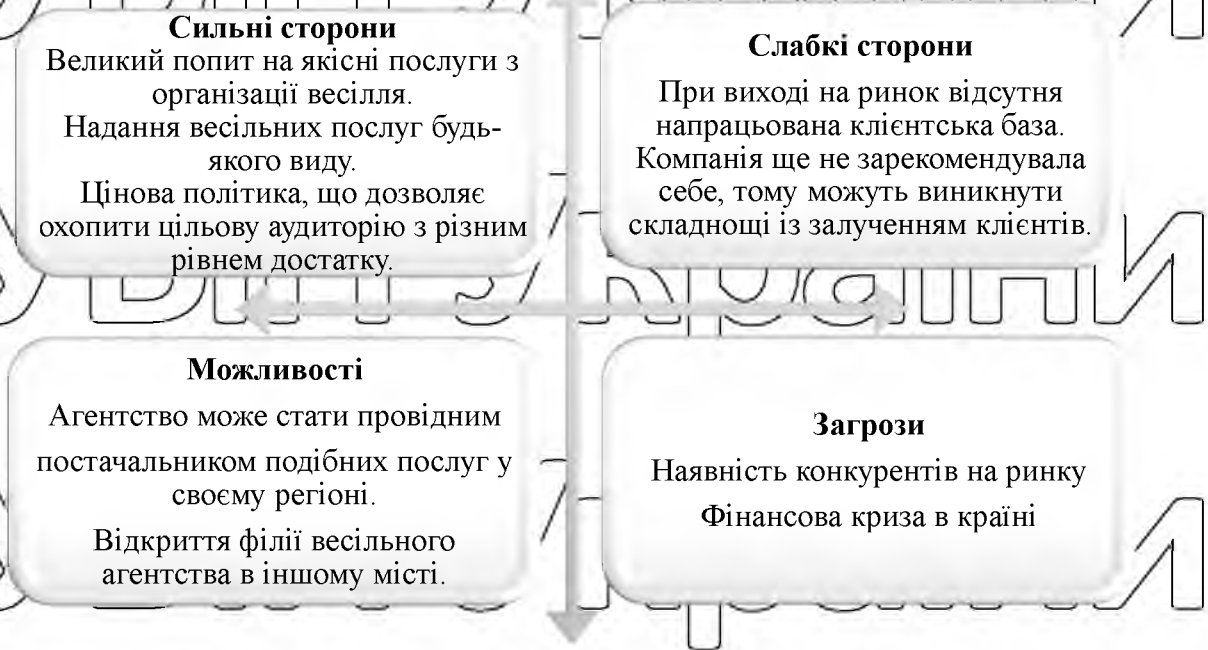 Сильні сторони
Великий попит на якісні послуги з
організації весілля.
Надання весільних послуг будь-
якого виду.
Цінова політика, що дозволяє
охопити цільову аудиторію з різним
рівнем достатку.
Слабкі сторони
При виході на ринок відсутня
напрацьована клієнтська база.
Компанія ще не зарекомендувала
себе, тому можуть виникнути
складнощі із залученням клієнтів.
Можливості
Агентство може стати провідним
постачальником подібних послуг у
своєму регіоні.
Відкриття філії весільного
агентства в іншому місті.
Загрози
Наявність конкурентів на ринку
Фінансова криза в країні